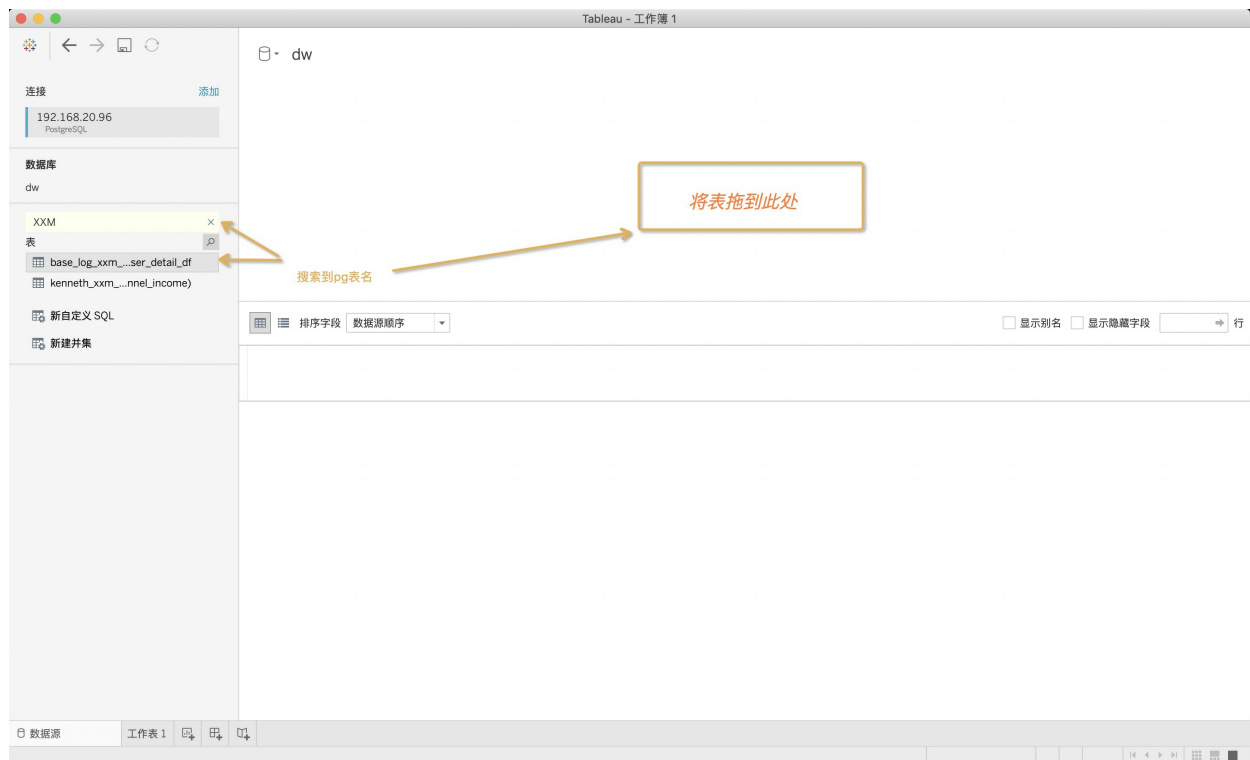 Tableau - 工作簿 1
dw
连接
添加
192.168.20.96
PostgreSQL
数据库
dw
XXM
表
base_log_xxm_...ser_detail_df
kenneth_xxm_...nnel_income)
新自定义 SQL
新建并集
将表拖到此处
搜索到pg表名
排序字段 数据源顺序
显示别名 显示隐藏字段 行
数据源 工作表 1